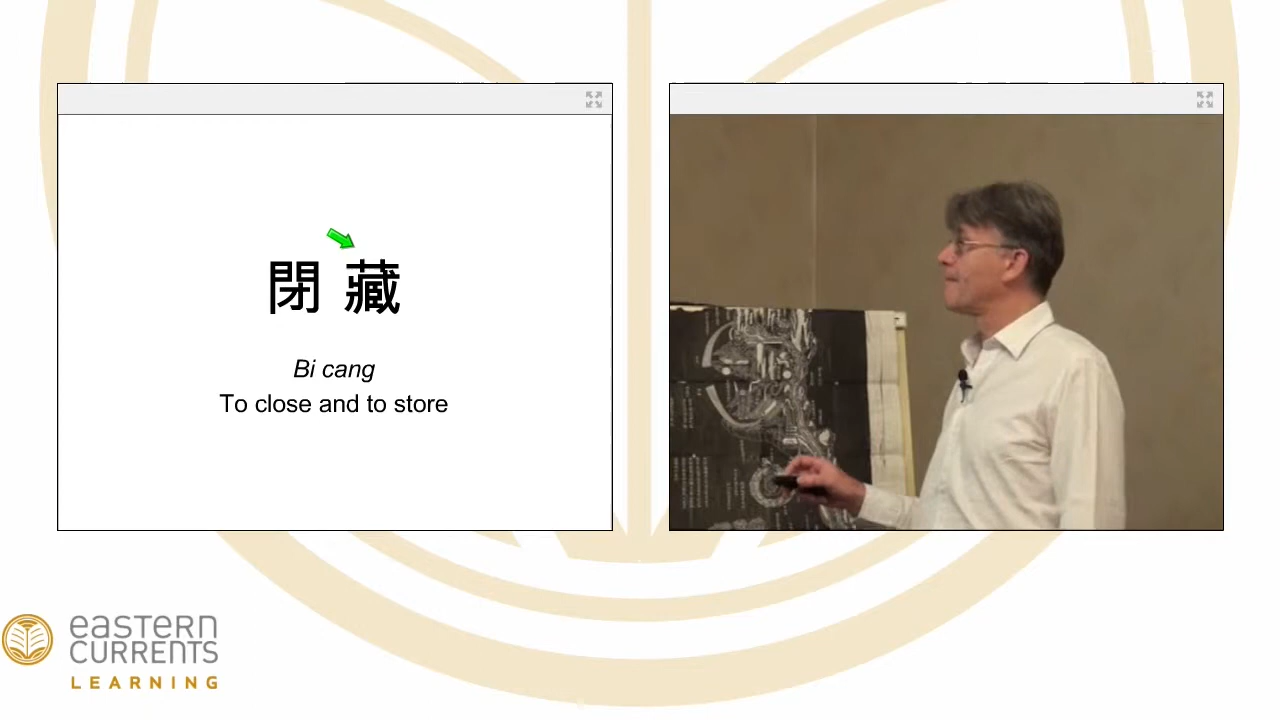 閉 藏
Bi cang
To close and to store
eastern
CURRENTS
LEARNING